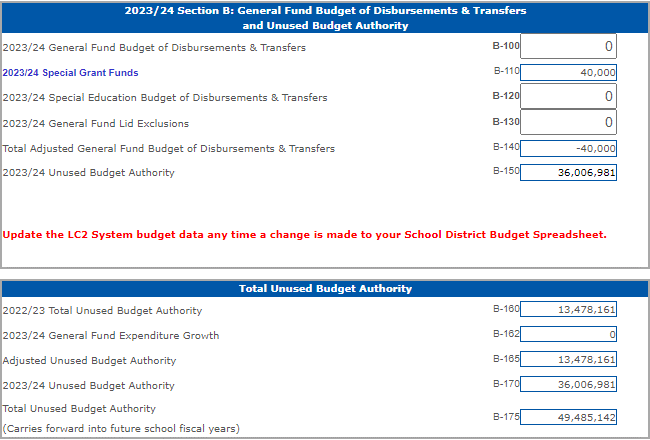 2023/24 Section B: General Fund Budget of Disbursements & Transfers
and Unused Budget Authority
2023/24 General Fund Budget of Disbursements & Transfers B-100 0
2023/24 Special Grant Funds B-110 40,000
2023/24 Special Education Budget of Disbursements & Transfers B-120 0
2023/24 General Fund Lid Exclusions B-130 0
Total Adjusted General Fund Budget of Disbursements & Transfers B-140 -40,000
2023/24 Unused Budget Authority B-150 36,006,981
Update the LC2 System budget data any time a change is made to your School District Budget Spreadsheet.
Total Unused Budget Authority
2022/23 Total Unused Budget Authority B-160 13,478,161
2023/24 General Fund Expenditure Growth B-162 0
Adjusted Unused Budget Authority B-165 13,478,161
2023/24 Unused Budget Authority B-170 36,006,981
Total Unused Budget Authority
(Carries forward into future school fiscal years) B-175 49,485,142